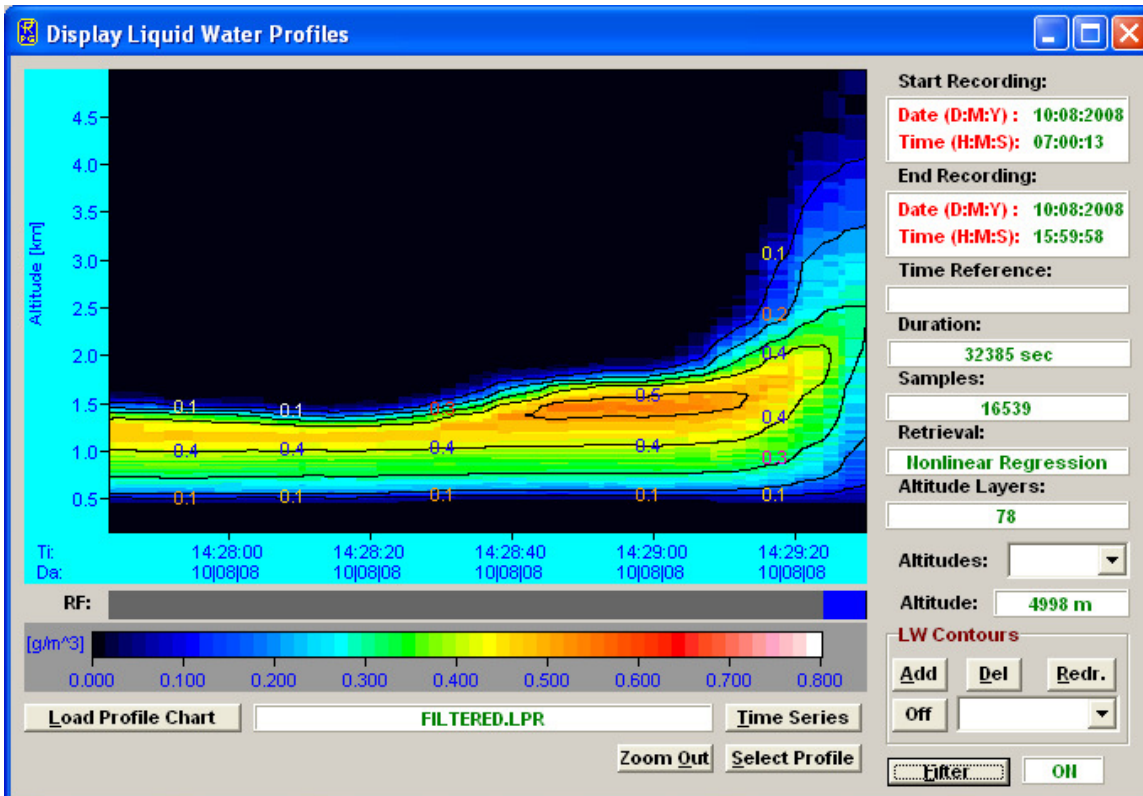 Display Liquid Water Profiles
4.5
4.0
3.5
3.0
2.5
2.0
1.5
1.0
0.5
Altitude [km]
0.1
0.2
0.4
0.1 0.1 0.5
0.4 0.4 0.4 0.4
0.3
0.1 0.1 0.1 0.1 0.1
Ti: 14:28:00 14:28:20 14:28:40 14:29:00 14:29:20
Da: 10|08|08 10|08|08 10|08|08 10|08|08 10|08|08
RF:
[g/m^3]
0.000 0.100 0.200 0.300 0.400 0.500 0.600 0.700 0.800
Load Profile Chart FILTERED.LPR Time Series
Zoom Out Select Profile
Start Recording:
Date (D:M:Y) : 10:08:2008
Time (H:M:S): 07:00:13
End Recording:
Date (D:M:Y) : 10:08:2008
Time (H:M:S): 15:59:58
Time Reference:
Duration:
32385 sec
Samples:
16539
Retrieval:
Nonlinear Regression
Altitude Layers:
78
Altitudes:
Altitude: 4998 m
LW Contours
Add Del Redr.
Off
Filter ON